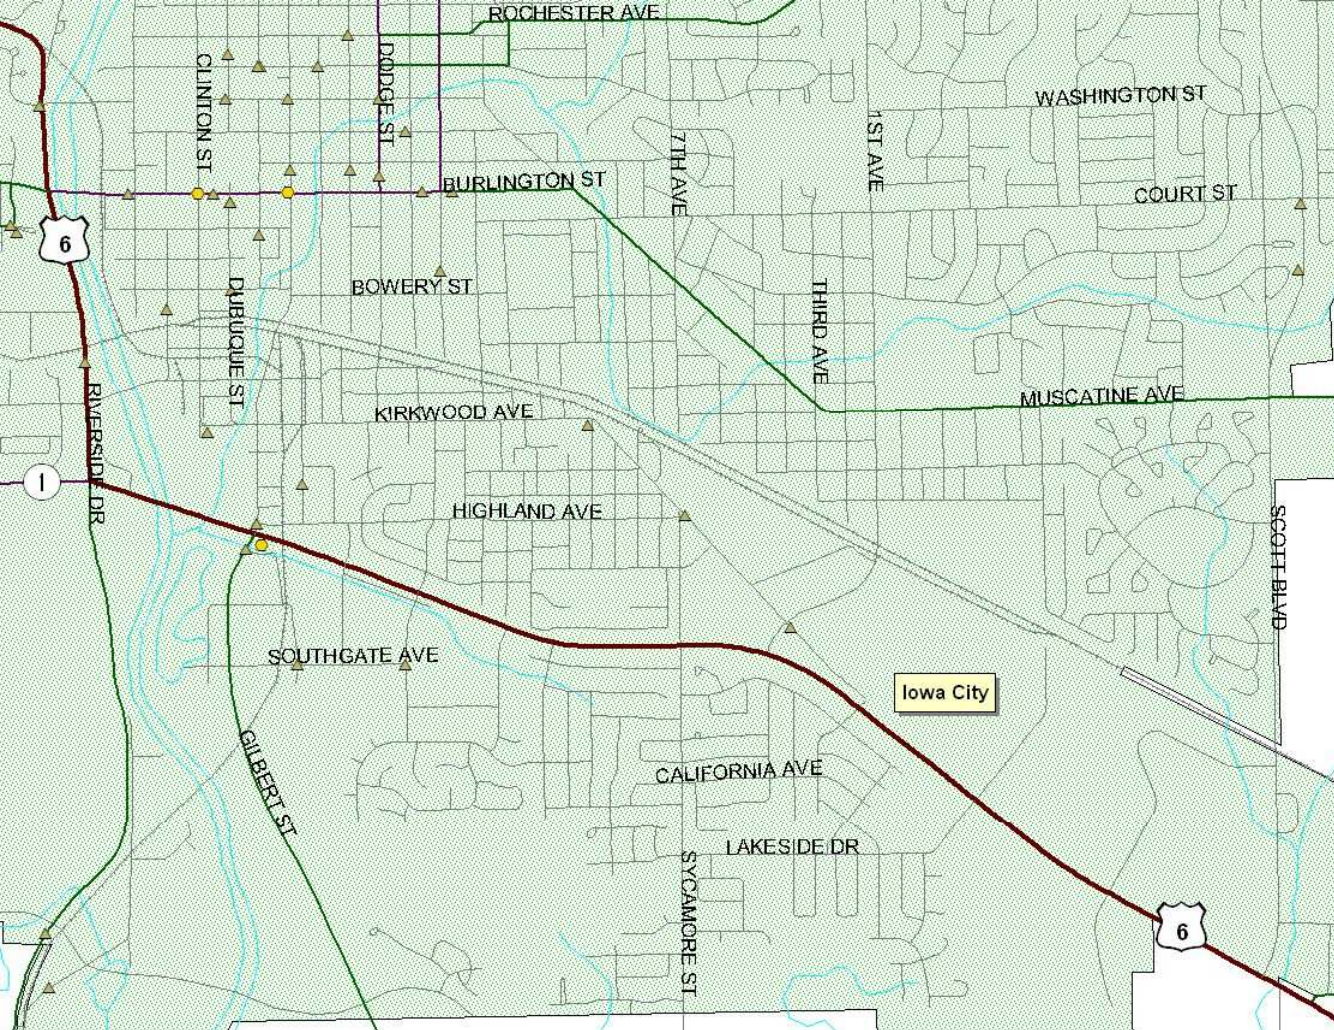 ROCHESTER AVE
CLINTON ST
DODGE ST
WASHINGTON ST
7TH AVE
1ST AVE
BURLINGTON ST
COURT ST
6
BOWERY ST
DUBUQUE ST
THIRD AVE
RIVERSIDE DR
KIRKWOOD AVE
MUSCATINE AVE
1
HIGHLAND AVE
SCOTT BLVD
SOUTHGATE AVE
Iowa City
GILBERT ST
CALIFORNIA AVE
LAKESIDE DR
SYCAMORE ST
6